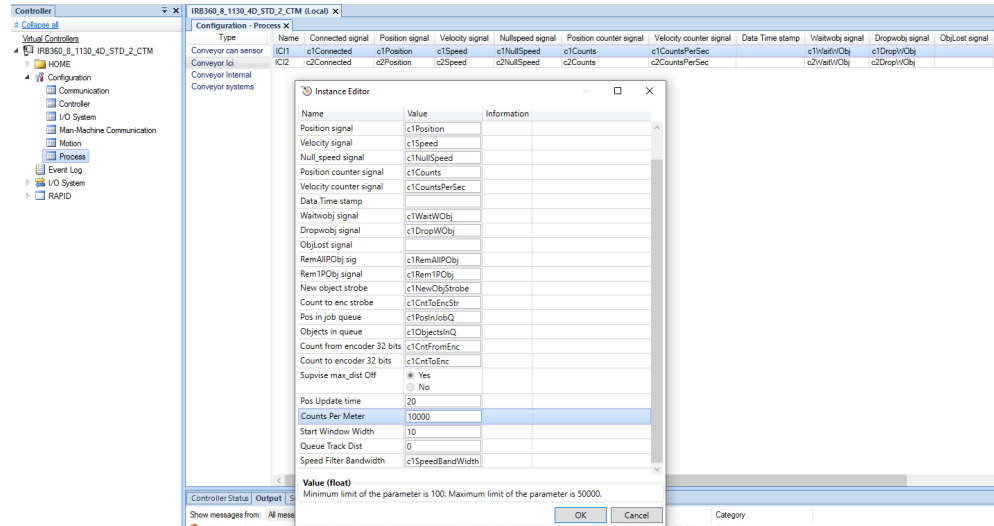 Controller
Collapse all
Virtual Controllers
IRB360_8_1130_4D_STD_2_CTM
HOME
Configuration
Communication
Controller
I/O System
Man-Machine Communication
Motion
Process
Event Log
I/O System
RAPID
IRB360_8_1130_4D_STD_2_CTM (Local) X
Configuration - Process X
Type
Conveyor can sensor
Conveyor Ici
Conveyor Internal
Conveyor systems
Name Connected signal Position signal Velocity signal Nullspeed signal Position counter signal Velocity counter signal Data Time stamp Waitwobj signal Dropwobj signal ObjLost signal
ICI1 c1Connected c1Position c1Speed c1NullSpeed c1Counts c1CountsPerSec c1WaitWObj c1DropWObj
ICI2 c2Connected c2Position c2Speed c2NullSpeed c2Counts c2CountsPerSec c2WaitWObj c2DropWObj
Instance Editor
Name Value Information
Position signal c1Position
Velocity signal c1Speed
Null_speed signal c1NullSpeed
Position counter signal c1Counts
Velocity counter signal c1CountsPerSec
Data Time stamp
Waitwobj signal c1WaitWObj
Dropwobj signal c1DropWObj
ObjLost signal
RemAllPObj sig c1RemAllPObj
Rem1PObj signal c1Rem1PObj
New object strobe c1NewObjStrobe
Count to enc strobe c1CntToEncStr
Pos in job queue c1PosInJobQ
Objects in queue c1ObjectsInQ
Count from encoder 32 bits c1CntFromEnc
Count to encoder 32 bits c1CntToEnc
Supvise max_dist Off Yes
No
Pos Update time 20
Counts Per Meter 10000
Start Window Width 10
Queue Track Dist 0
Speed Filter Bandwidth c1SpeedBandWidth
Value (float)
Minimum limit of the parameter is 100. Maximum limit of the parameter is 50000.
OK Cancel
Controller Status Output
Show messages from: All mess
Category